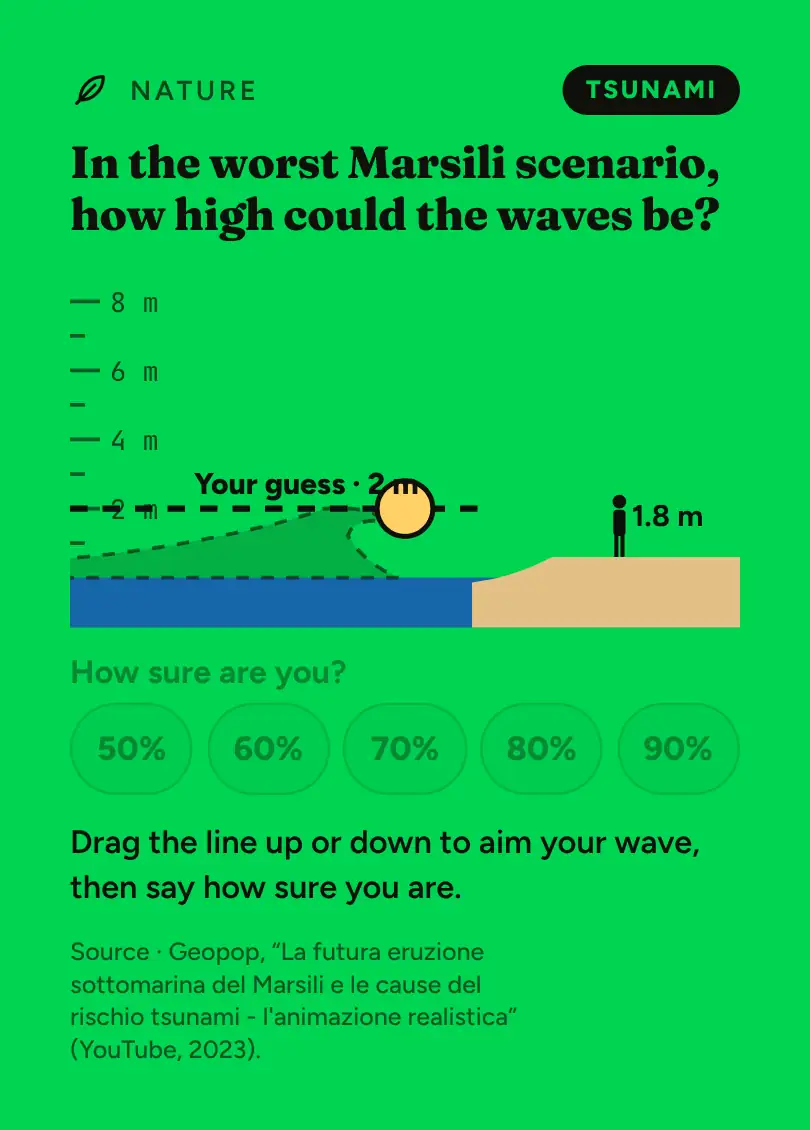 NATURE
TSUNAMI
In the worst Marsili scenario,
how high could the waves be?
8 m
6 m
4 m
Your guess · 2 m
2 m
1.8 m
How sure are you?
50%
60%
70%
80%
90%
Drag the line up or down to aim your wave,
then say how sure you are.
Source · Geopop, “La futura eruzione
sottomarina del Marsili e le cause del
rischio tsunami - l'animazione realistica”
(YouTube, 2023).